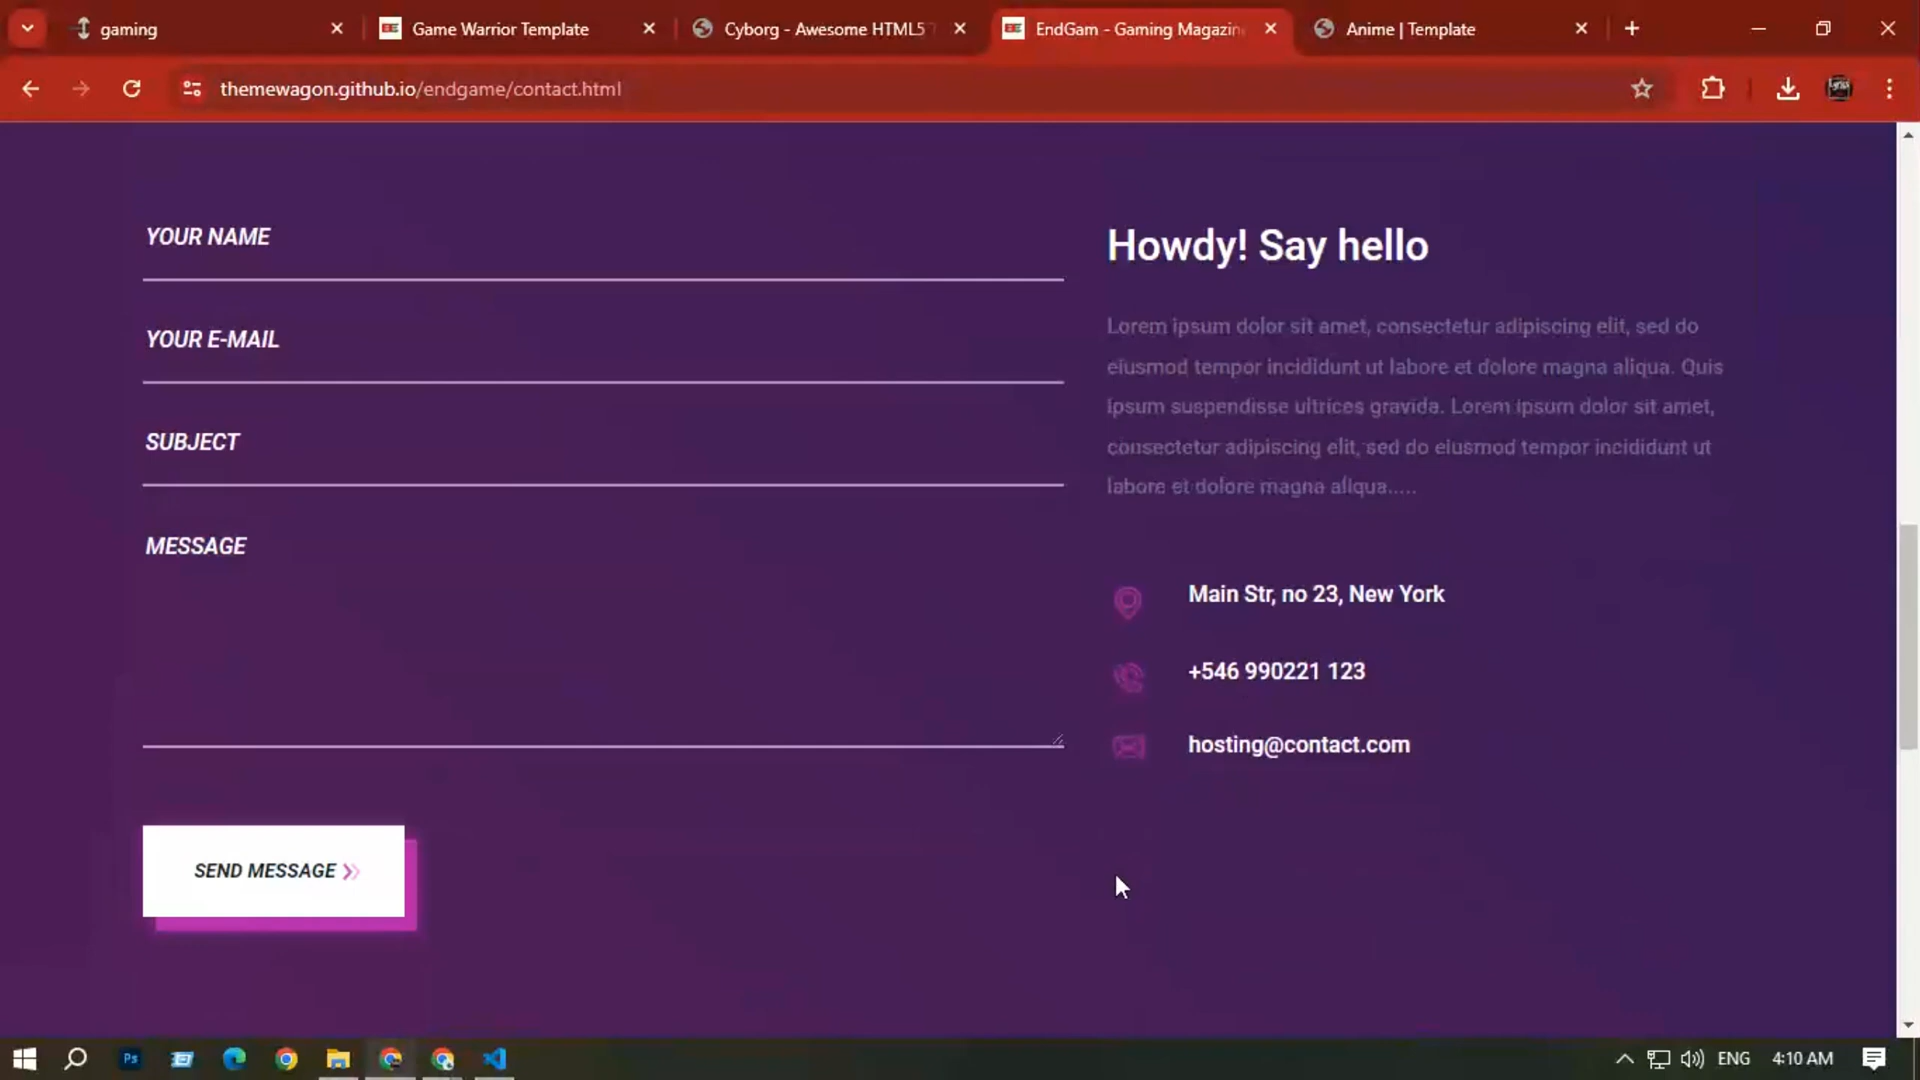 gaming
Game Warrior Template
Cyborg - Awesome HTML5
EndGam - Gaming Magazin
Anime | Template
themewagon.github.io/endgame/contact.html
YOUR NAME
YOUR E-MAIL
SUBJECT
MESSAGE
SEND MESSAGE
Howdy! Say hello
Lorem ipsum dolor sit amet, consectetur adipiscing elit, sed do
eiusmod tempor incididunt ut labore et dolore magna aliqua. Quis
ipsum suspendisse ultrices gravida. Lorem ipsum dolor sit amet,
consectetur adipiscing elit, sed do eiusmod tempor incididunt ut
labore et dolore magna aliqua.....
Main Str, no 23, New York
+546 990221 123
hosting@contact.com
Ps
ENG
4:10 AM